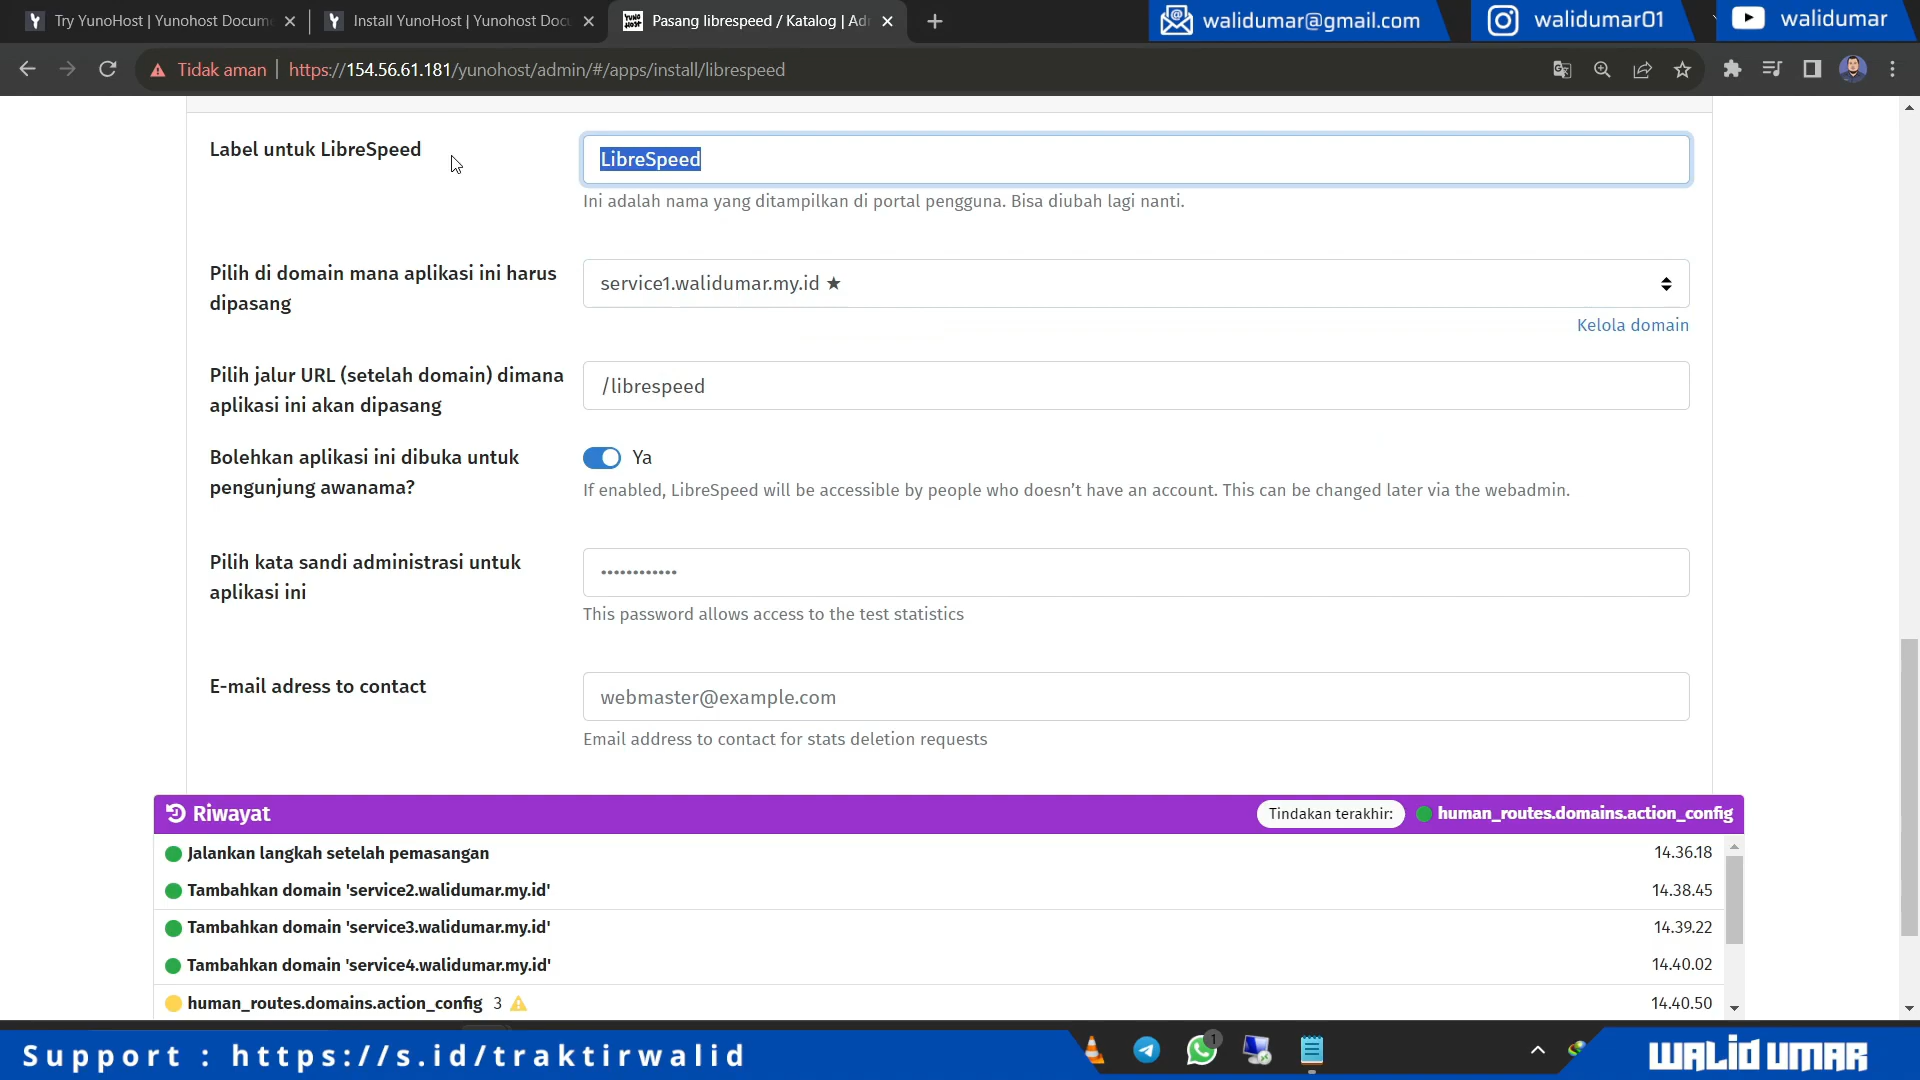 Try YunoHost | Yunohost Docume
Install YunoHost | Yunohost Docu
Pasang librespeed / Katalog | Adm
walidumar@gmail.com
walidumar01
walidumar
Tidak aman
https://154.56.61.181/yunohost/admin/#/apps/install/librespeed
Label untuk LibreSpeed
LibreSpeed
Ini adalah nama yang ditampilkan di portal pengguna. Bisa diubah lagi nanti.
Pilih di domain mana aplikasi ini harus
dipasang
service1.walidumar.my.id ★
Kelola domain
Pilih jalur URL (setelah domain) dimana
aplikasi ini akan dipasang
/librespeed
Bolehkan aplikasi ini dibuka untuk
pengunjung awanama?
Ya
If enabled, LibreSpeed will be accessible by people who doesn’t have an account. This can be changed later via the webadmin.
Pilih kata sandi administrasi untuk
aplikasi ini
••••••••••••
This password allows access to the test statistics
E-mail adress to contact
webmaster@example.com
Email address to contact for stats deletion requests
Riwayat
Tindakan terakhir:
human_routes.domains.action_config
Jalankan langkah setelah pemasangan 14.36.18
Tambahkan domain 'service2.walidumar.my.id' 14.38.45
Tambahkan domain 'service3.walidumar.my.id' 14.39.22
Tambahkan domain 'service4.walidumar.my.id' 14.40.02
human_routes.domains.action_config 3 14.40.50
Support : https://s.id/traktirwalid
1
WALID UMAR